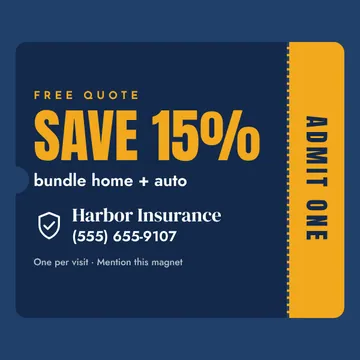 FREE QUOTE
SAVE 15%
bundle home + auto
Harbor Insurance
(555) 655-9107
One per visit · Mention this magnet
ADMIT ONE